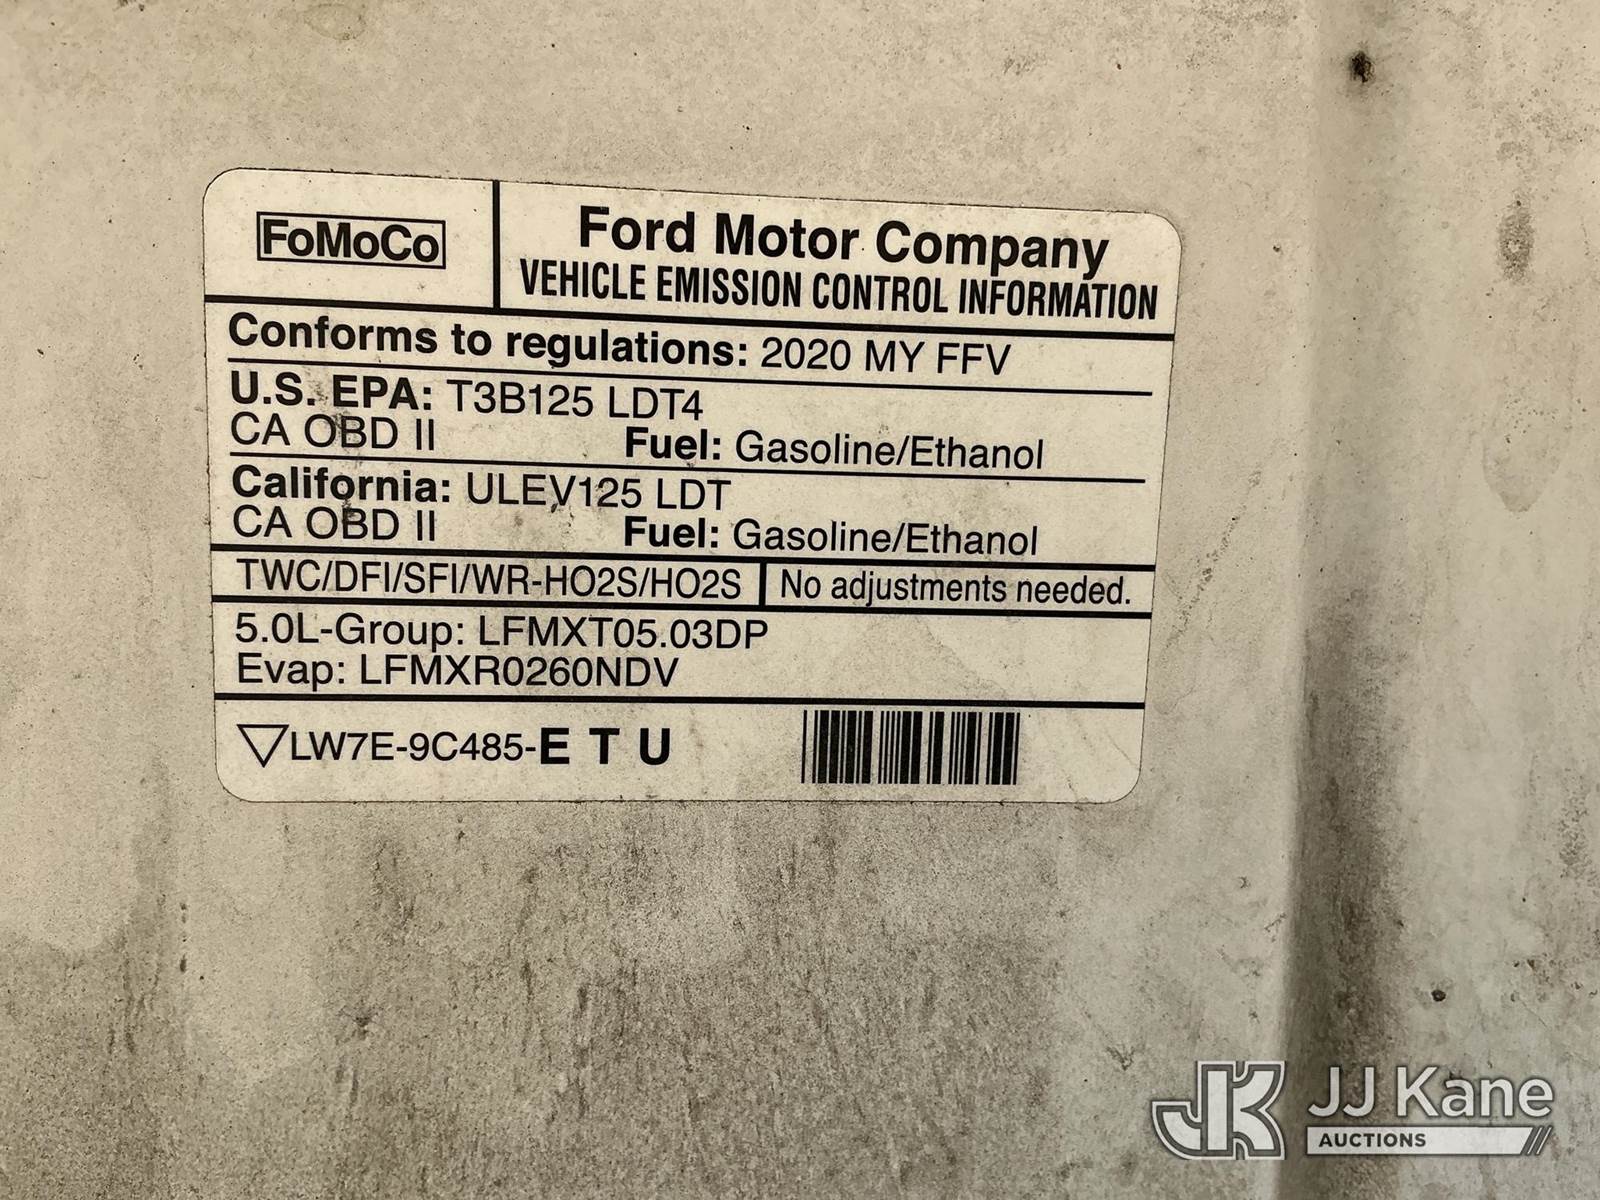 FoMoCo
Ford Motor Company
VEHICLE EMISSION CONTROL INFORMATION
Conforms to regulations: 2020 MY FFV
U.S. EPA: T3B125 LDT4
CA OBD II Fuel: Gasoline/Ethanol
California: ULEV125 LDT
CA OBD II Fuel: Gasoline/Ethanol
TWC/DFI/SFI/WR-HO2S/HO2S No adjustments needed.
5.0L-Group: LFMXT05.03DP
Evap: LFMXR0260NDV
LW7E-9C485-E T U
JK JJ Kane
AUCTIONS